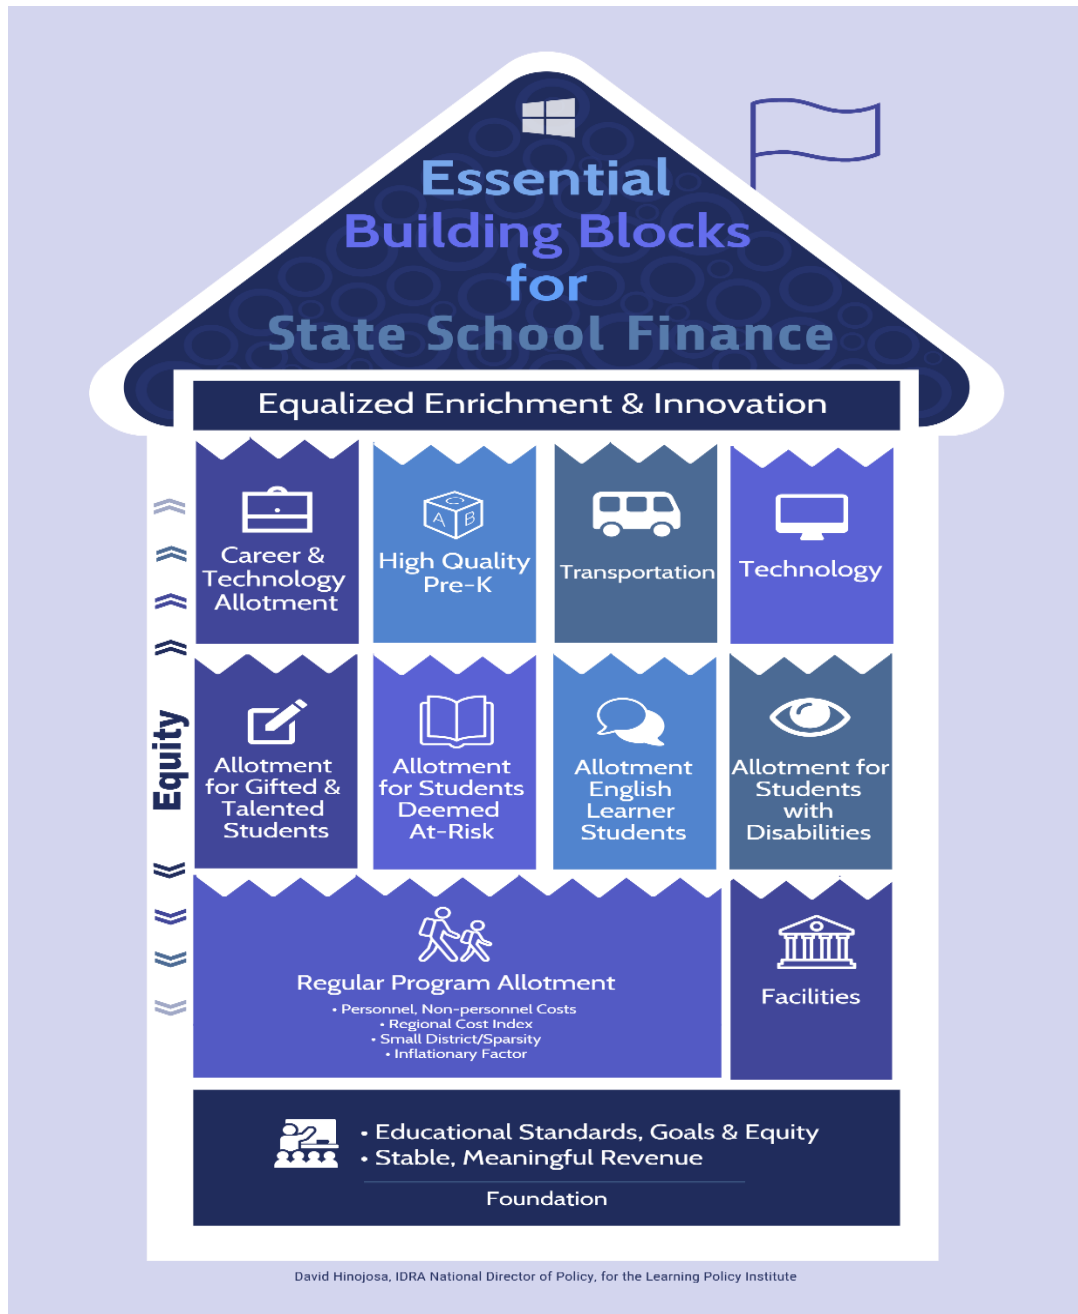 Essential
Building Blocks
for
State School Finance
Equalized Enrichment & Innovation
Career &
Technology
Allotment
High Quality
Pre-K
Transportation
Technology
Equity
Allotment
for Gifted &
Talented
Students
Allotment
for Students
Deemed
At-Risk
Allotment
English
Learner
Students
Allotment for
Students
with
Disabilities
Regular Program Allotment
• Personnel, Non-personnel Costs
• Regional Cost Index
• Small District/Sparsity
• Inflationary Factor
Facilities
• Educational Standards, Goals & Equity
• Stable, Meaningful Revenue
Foundation
David Hinojosa, IDRA National Director of Policy, for the Learning Policy Institute